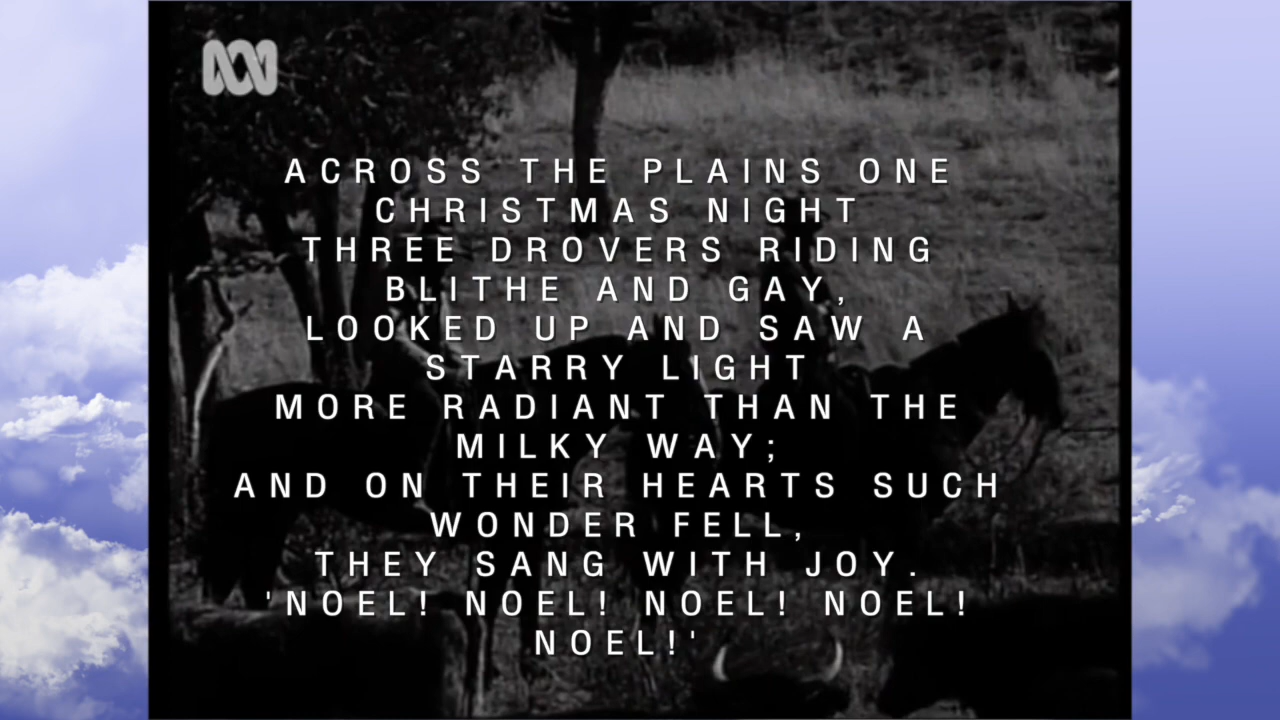 ACROSS THE PLAINS ONE
CHRISTMAS NIGHT
THREE DROVERS RIDING
BLITHE AND GAY,
LOOKED UP AND SAW A
STARRY LIGHT
MORE RADIANT THAN THE
MILKY WAY;
AND ON THEIR HEARTS SUCH
WONDER FELL,
THEY SANG WITH JOY.
'NOEL! NOEL! NOEL! NOEL!
NOEL!'